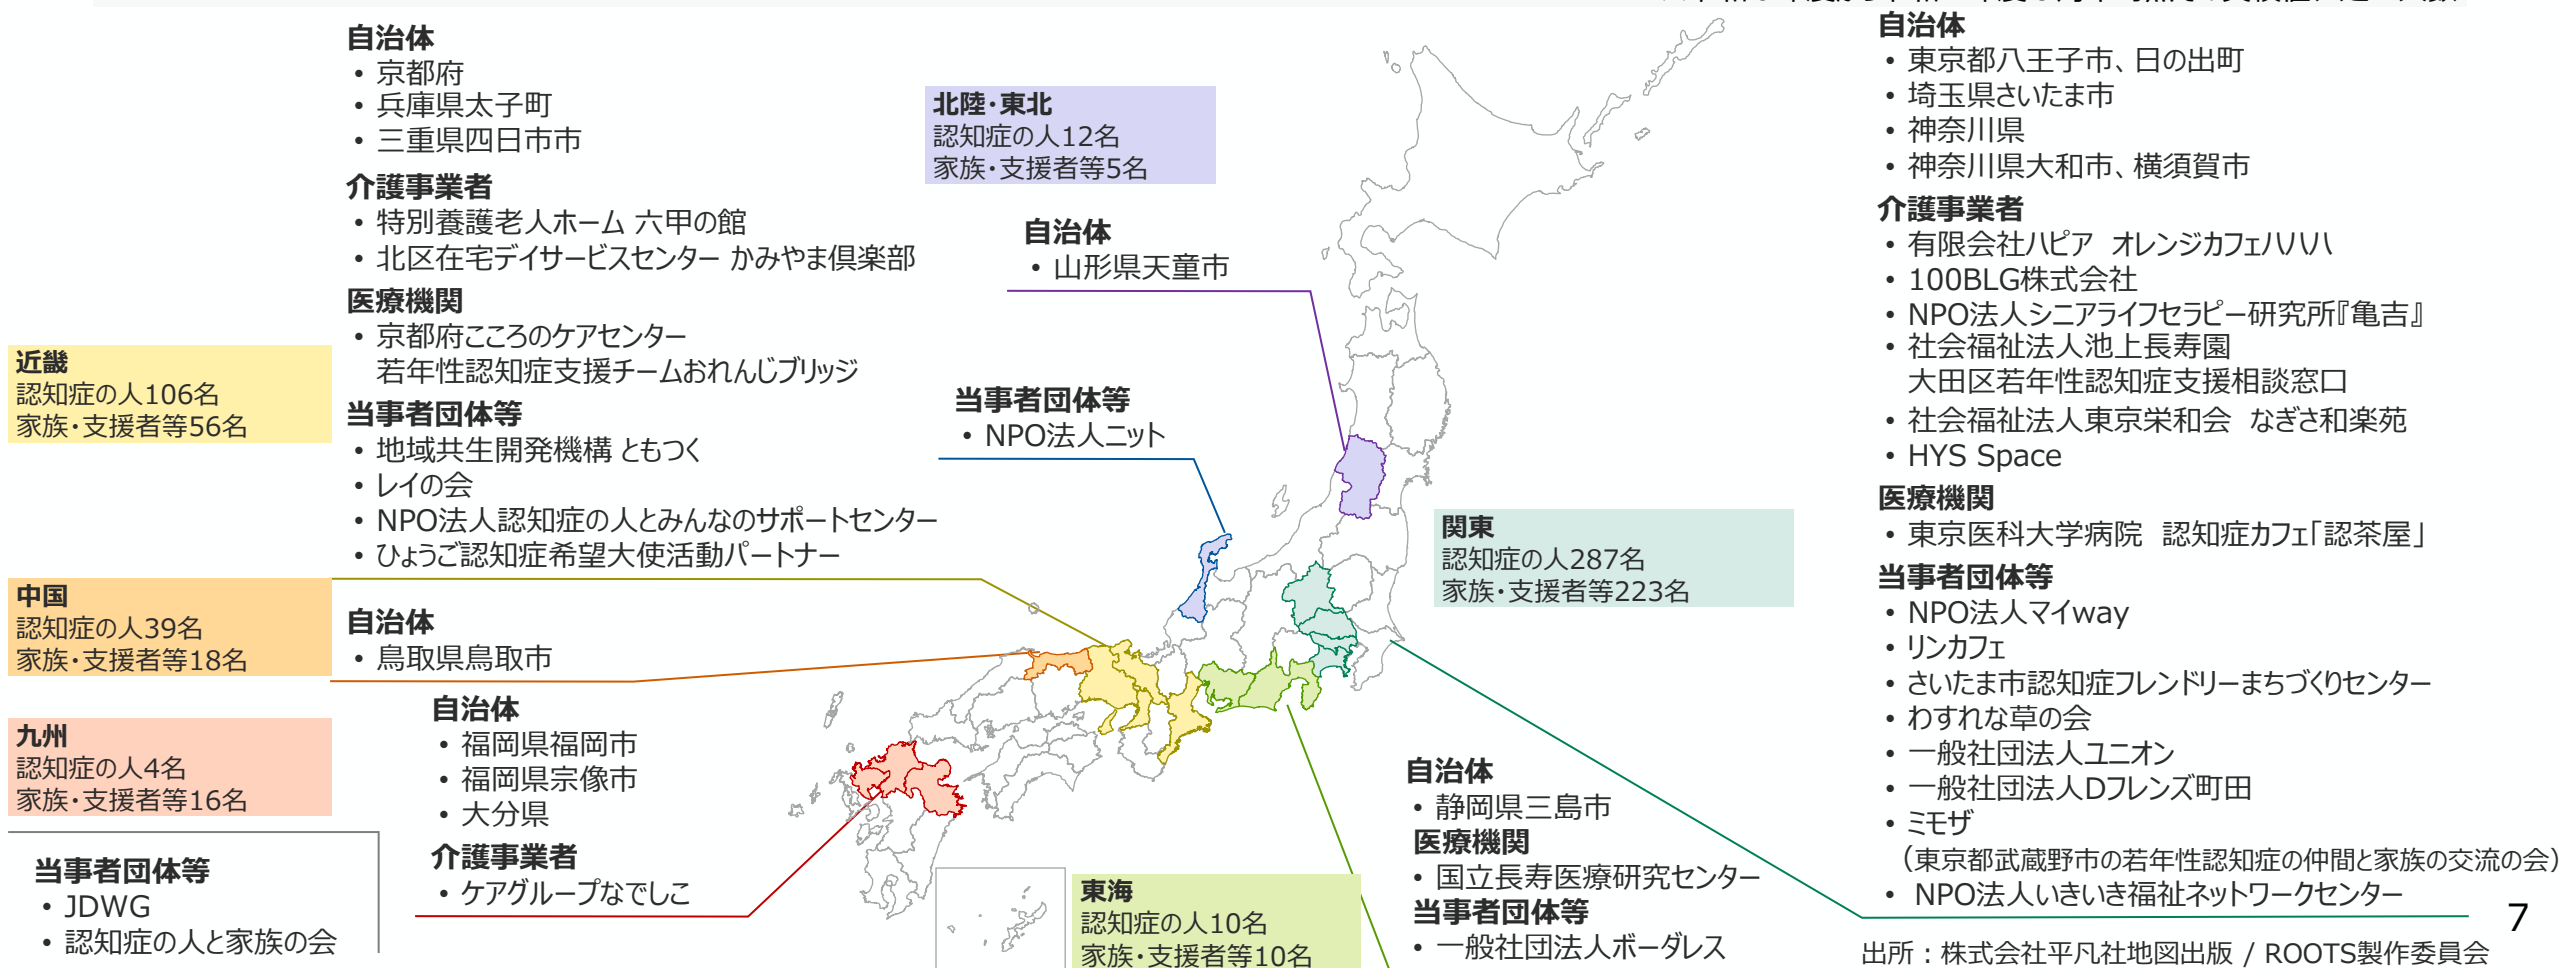 自治体
・京都府
・兵庫県太子町
・三重県四日市市
介護事業者
・特別養護老人ホーム 六甲の館
・北区在宅デイサービスセンター かみやま倶楽部
医療機関
・京都府こころのケアセンター
若年性認知症支援チームおれんじブリッジ
当事者団体等
・地域共生開発機構 ともつく
・レイの会
・NPO法人認知症の人とみんなのサポートセンター
・ひょうご認知症希望大使活動パートナー
近畿
認知症の人106名
家族・支援者等56名
中国
認知症の人39名
家族・支援者等18名
自治体
・鳥取県鳥取市
九州
認知症の人4名
家族・支援者等16名
自治体
・福岡県福岡市
・福岡県宗像市
・大分県
介護事業者
・ケアグループなでしこ
当事者団体等
・JDWG
・認知症の人と家族の会
北陸・東北
認知症の人12名
家族・支援者等5名
自治体
・山形県天童市
当事者団体等
・NPO法人ニット
関東
認知症の人287名
家族・支援者等223名
東海
認知症の人10名
家族・支援者等10名
自治体
・静岡県三島市
医療機関
・国立長寿医療研究センター
当事者団体等
・一般社団法人ボーダレス
自治体
・東京都八王子市、日の出町
・埼玉県さいたま市
・神奈川県
・神奈川県大和市、横須賀市
介護事業者
・有限会社ハピア オレンジカフェハハハ
・100BLG株式会社
・NPO法人シニアライフセラピー研究所『亀吉』
・社会福祉法人池上長寿園
大田区若年性認知症支援相談窓口
・社会福祉法人東京栄和会 なぎさ和楽苑
・HYS Space
医療機関
・東京医科大学病院 認知症カフェ「認茶屋」
当事者団体等
・NPO法人マイway
・リンカフェ
・さいたま市認知症フレンドリーまちづくりセンター
・わすれな草の会
・一般社団法人ユニオン
・一般社団法人Dフレンズ町田
・ミモザ
（東京都武蔵野市の若年性認知症の仲間と家族の交流の会）
・NPO法人いきいき福祉ネットワークセンター
7
出所：株式会社平凡社地図出版 / ROOTS製作委員会